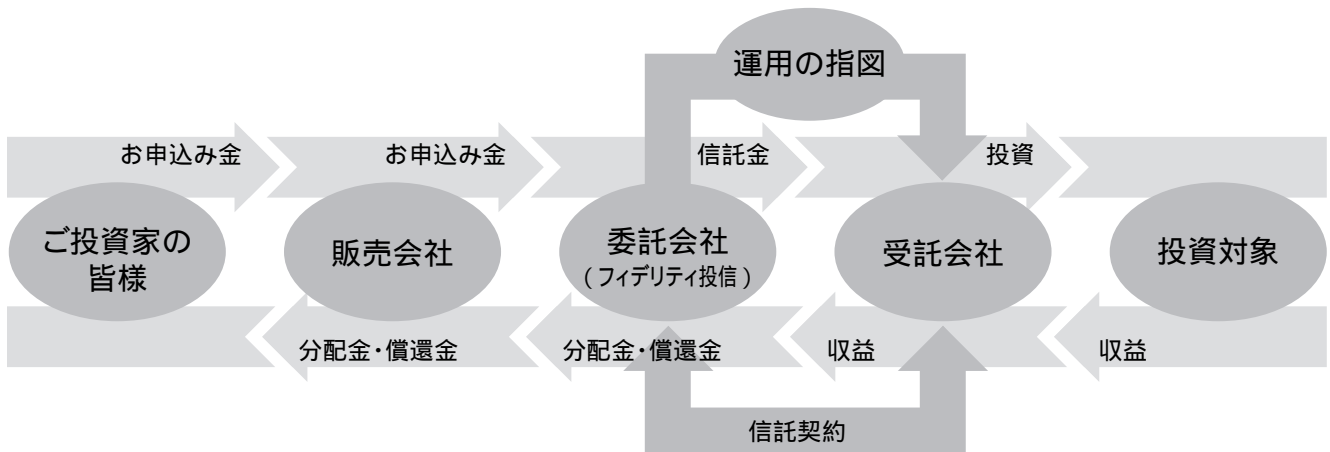 運用の指図
お申込み金
お申込み金
信託金
投資
ご投資家の
皆様
販売会社
委託会社
(フィデリティ投信)
受託会社
投資対象
分配金・償還金
分配金・償還金
収益
収益
信託契約